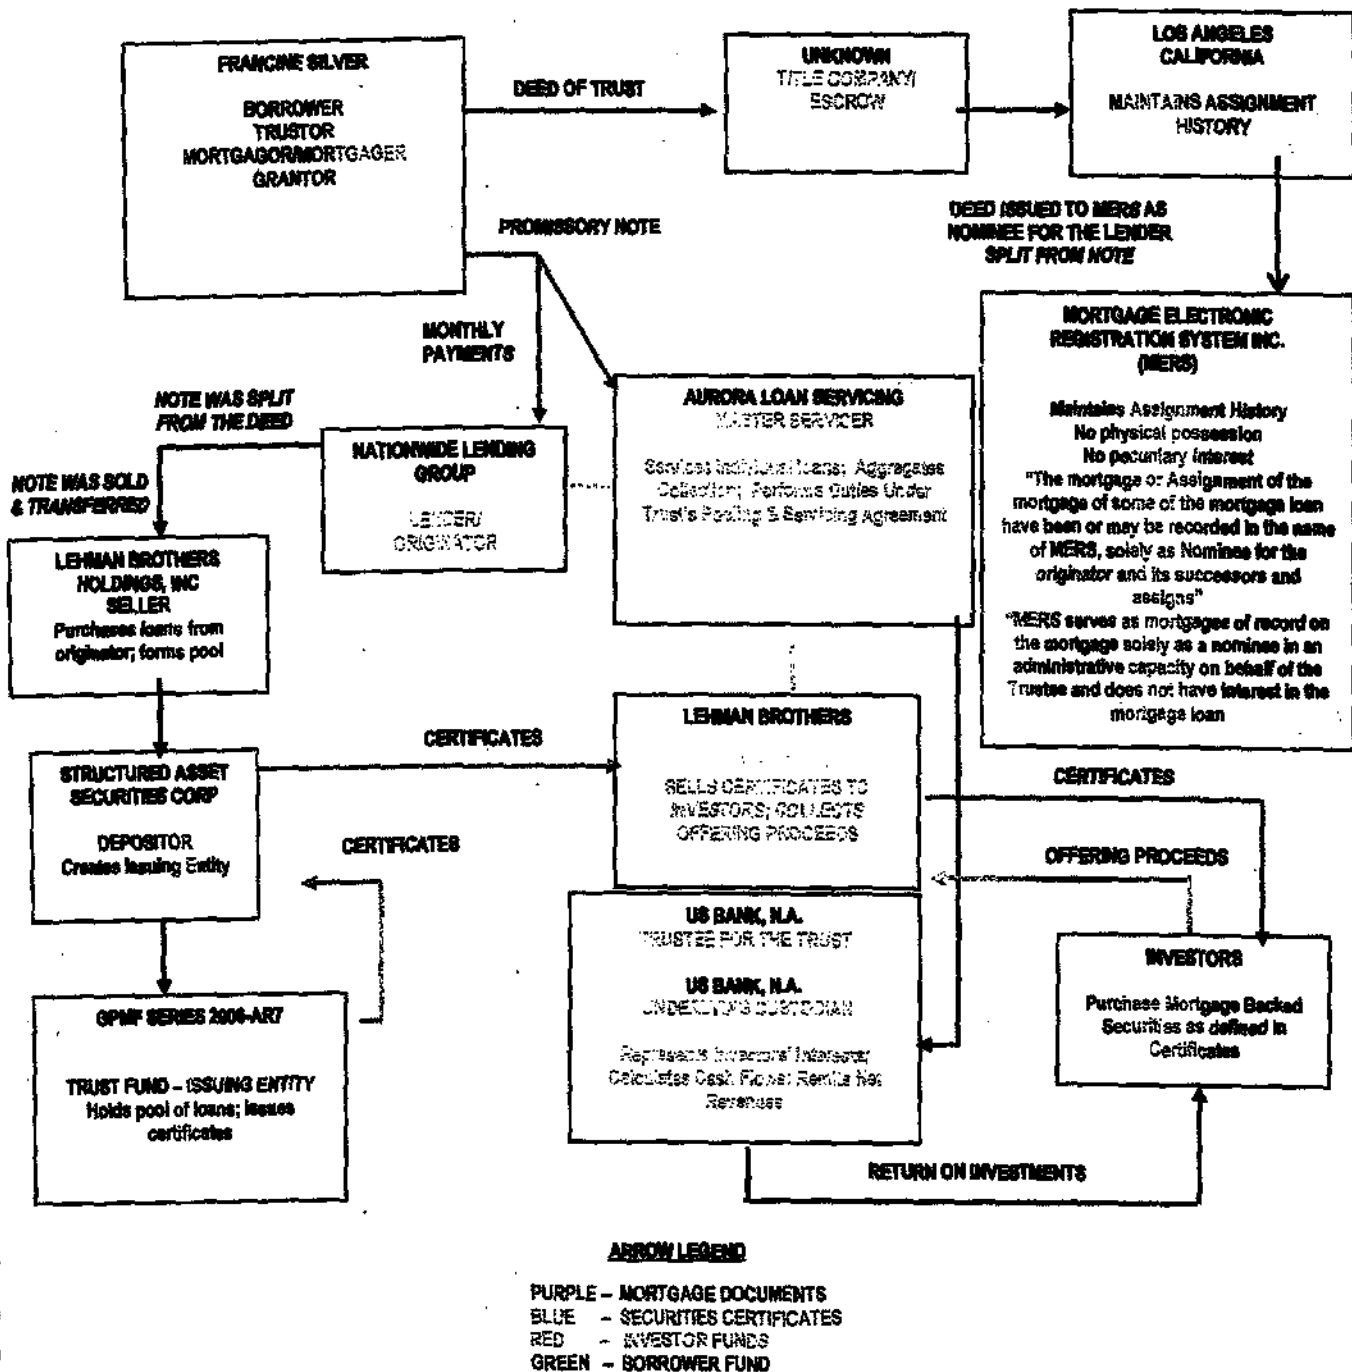 FRANCINE SILVER
BORROWER
TRUSTOR
MORTGAGOR/MORTGAGER
GRANTOR
DEED OF TRUST
UNKNOWN
TITLE COMPANY/
ESCROW
LOS ANGELES
CALIFORNIA
MAINTAINS ASSIGNMENT
HISTORY
PROMISSORY NOTE
DEED ISSUED TO MERS AS
NOMINEE FOR THE LENDER
SPLIT FROM NOTE
MONTHLY
PAYMENTS
NOTE WAS SPLIT
FROM THE DEED
NOTE WAS SOLD
& TRANSFERRED
NATIONWIDE LENDING
GROUP
LENDER/
ORIGINATOR
AURORA LOAN SERVICING
MASTER SERVICER
Services Individual loans; Aggregates
Collection; Performs Duties Under
Trust's Pooling & Servicing Agreement
MORTGAGE ELECTRONIC
REGISTRATION SYSTEM INC.
(MERS)
Maintains Assignment History
No physical possession
No pecuniary interest
"The mortgage or Assignment of the
mortgage of some of the mortgage loan
have been or may be recorded in the name
of MERS, solely as Nominee for the
originator and its successors and
assigns"
"MERS serves as mortgagee of record on
the mortgage solely as a nominee in an
administrative capacity on behalf of the
Trustee and does not have interest in the
mortgage loan
LEHMAN BROTHERS
HOLDINGS, INC
SELLER
Purchases loans from
originator; forms pool
STRUCTURED ASSET
SECURITIES CORP
DEPOSITOR
Creates Issuing Entity
CERTIFICATES
LEHMAN BROTHERS
SELLS CERTIFICATES TO
INVESTORS; COLLECTS
OFFERING PROCEEDS
CERTIFICATES
CERTIFICATES
OFFERING PROCEEDS
US BANK, N.A.
TRUSTEE FOR THE TRUST
US BANK, N.A.
CUSTODIAN
Represents Investors' Interests;
Calculates Cash Flows; Remits Net
Revenues
INVESTORS
Purchase Mortgage Backed
Securities as defined in
Certificates
GPMF SERIES 2006-AR7
TRUST FUND – ISSUING ENTITY
Holds pool of loans; issues
certificates
RETURN ON INVESTMENTS
ARROW LEGEND
PURPLE – MORTGAGE DOCUMENTS
BLUE – SECURITIES CERTIFICATES
RED – INVESTOR FUNDS
GREEN – BORROWER FUND